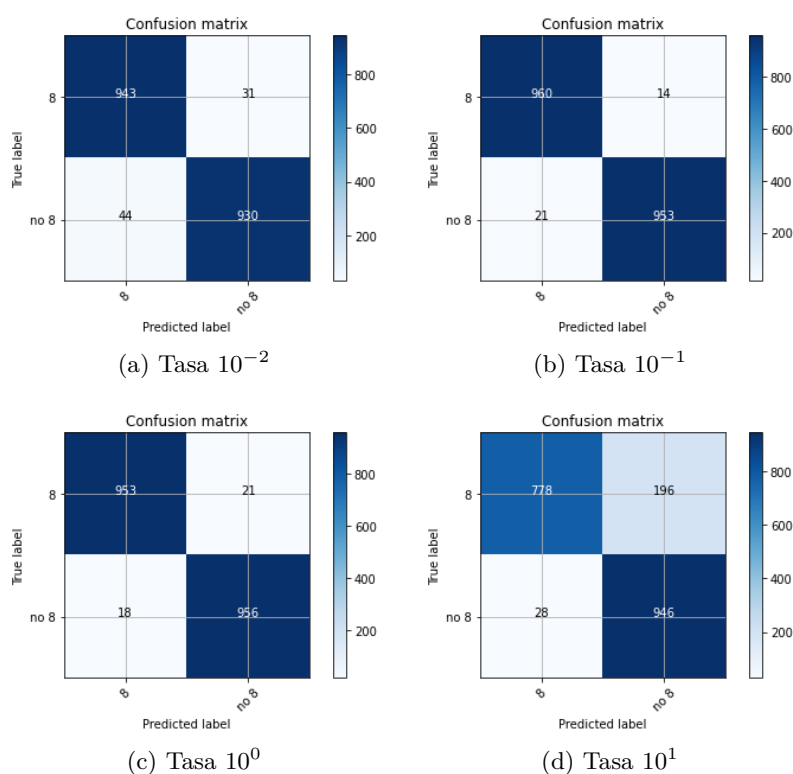 Confusion matrix
8
943
31
800
600
True label
no 8
44
930
400
200
8
no 8
Predicted label
(a) Tasa 10⁻²
Confusion matrix
8
960
14
800
600
True label
no 8
21
953
400
200
8
no 8
Predicted label
(b) Tasa 10⁻¹
Confusion matrix
8
953
21
800
600
True label
no 8
18
956
400
200
8
no 8
Predicted label
(c) Tasa 10⁰
Confusion matrix
8
778
196
800
600
True label
no 8
28
946
400
200
8
no 8
Predicted label
(d) Tasa 10¹